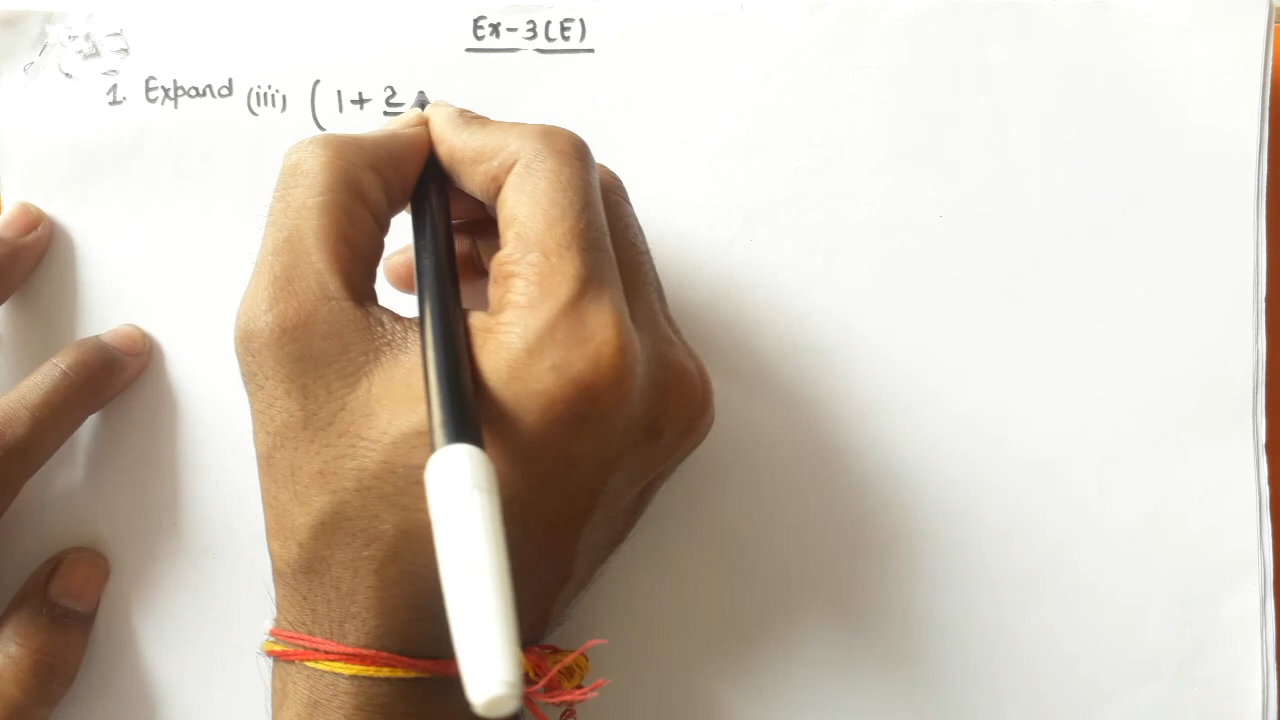 Ex-3(E)
1. Expand (iii) (1+2